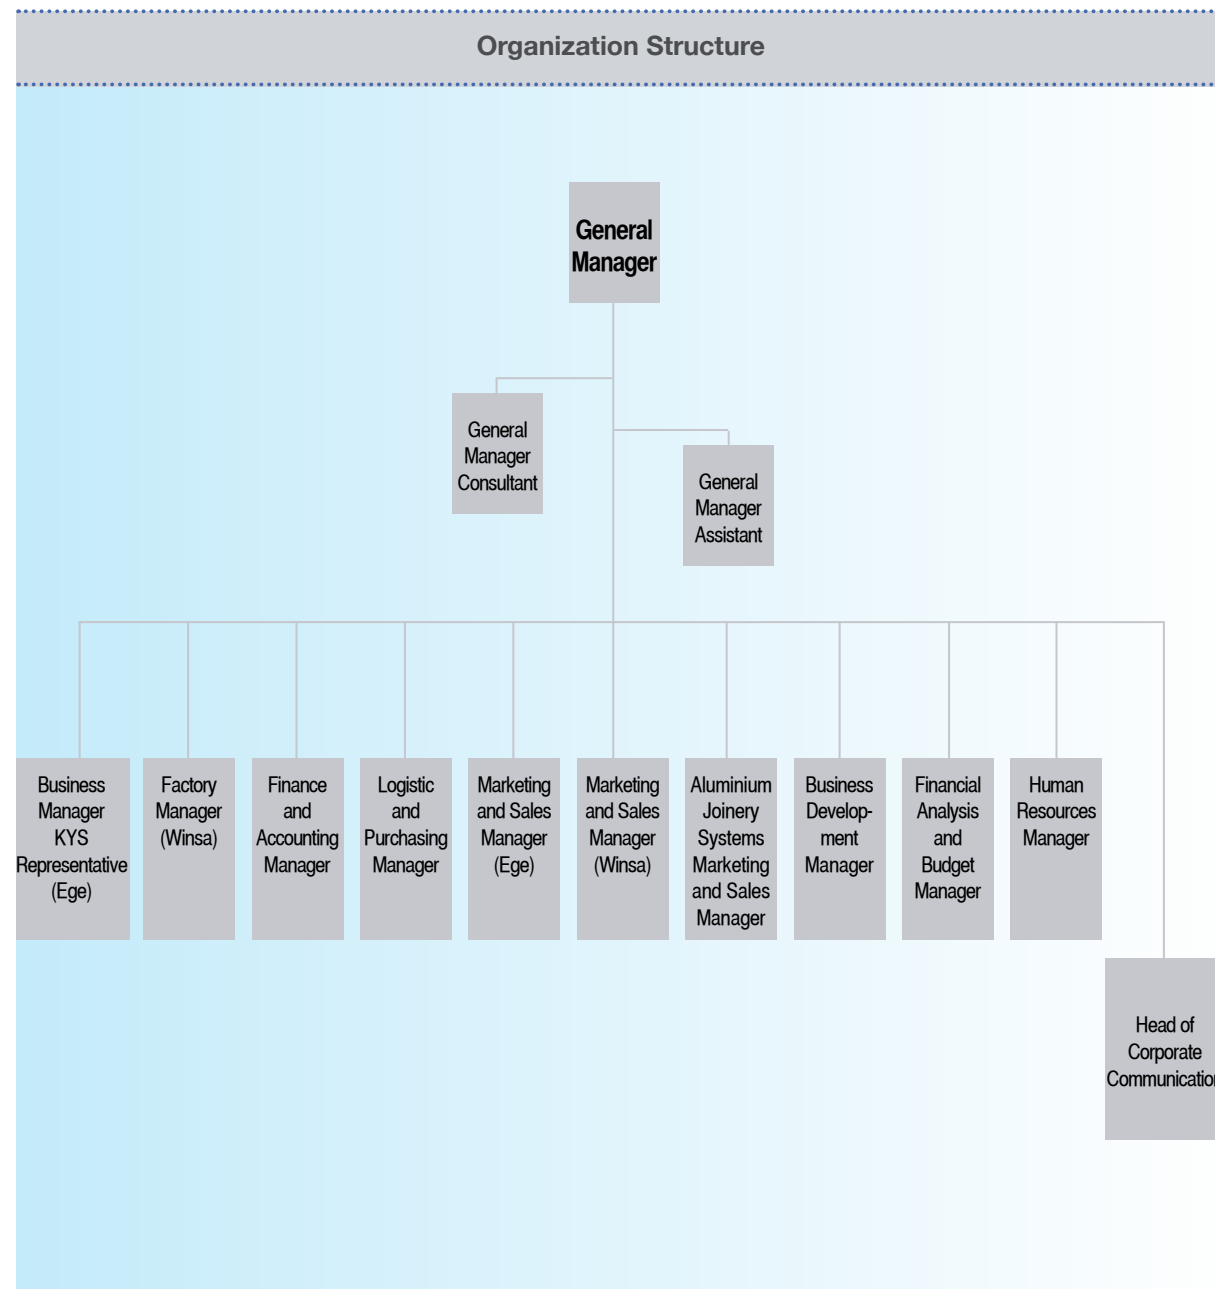 Organization Structure
General
Manager
General
Manager
Consultant
General
Manager
Assistant
Business
Manager
KYS
Representative
(Ege)
Factory
Manager
(Winsa)
Finance
and
Accounting
Manager
Logistic
and
Purchasing
Manager
Marketing
and Sales
Manager
(Ege)
Marketing
and Sales
Manager
(Winsa)
Aluminium
Joinery
Systems
Marketing
and Sales
Manager
Business
Develop-
ment
Manager
Financial
Analysis
and
Budget
Manager
Human
Resources
Manager
Head of
Corporate
Communication